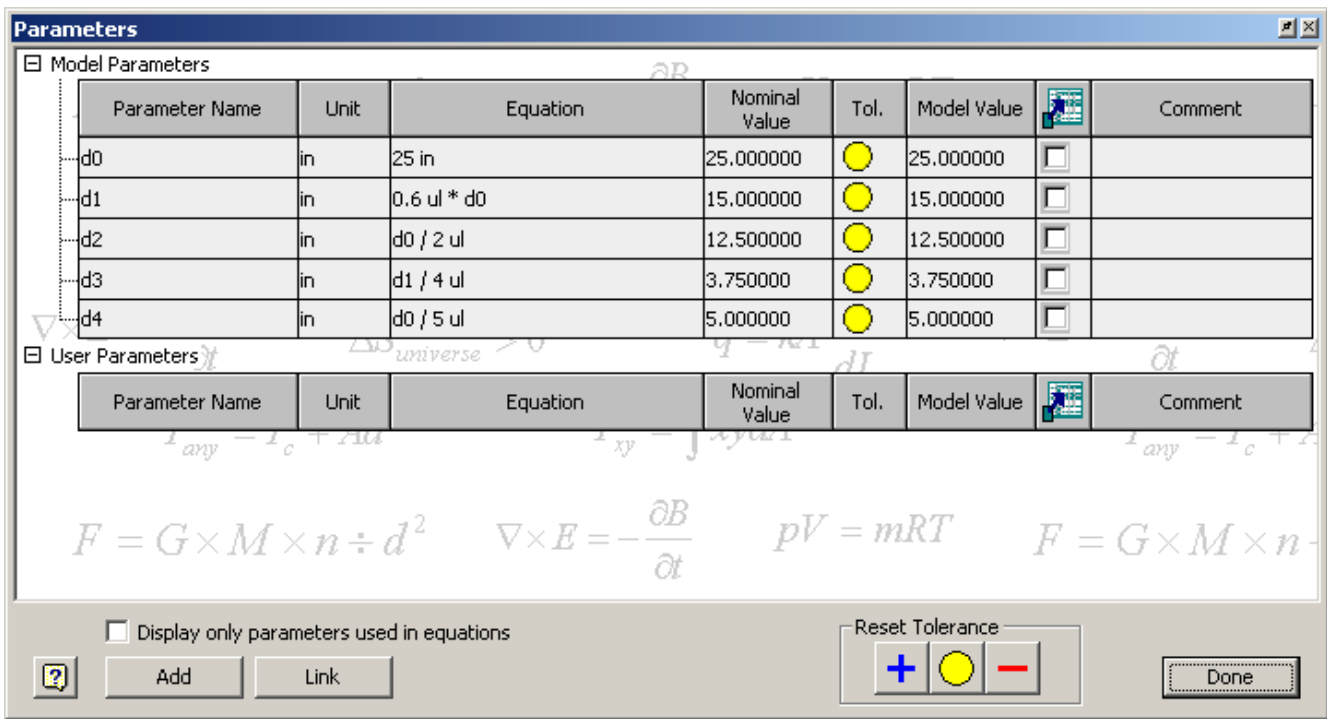 Parameters
Model Parameters
Parameter Name Unit Equation Nominal Value Tol. Model Value Comment
d0 in 25 in 25.000000 25.000000
d1 in 0.6 ul * d0 15.000000 15.000000
d2 in d0 / 2 ul 12.500000 12.500000
d3 in d1 / 4 ul 3.750000 3.750000
d4 in d0 / 5 ul 5.000000 5.000000
User Parameters
Parameter Name Unit Equation Nominal Value Tol. Model Value Comment
F = G × M × n ÷ d² ∇ × E = −∂B/∂t pV = mRT F = G × M × n
Display only parameters used in equations
Reset Tolerance
Add Link Done